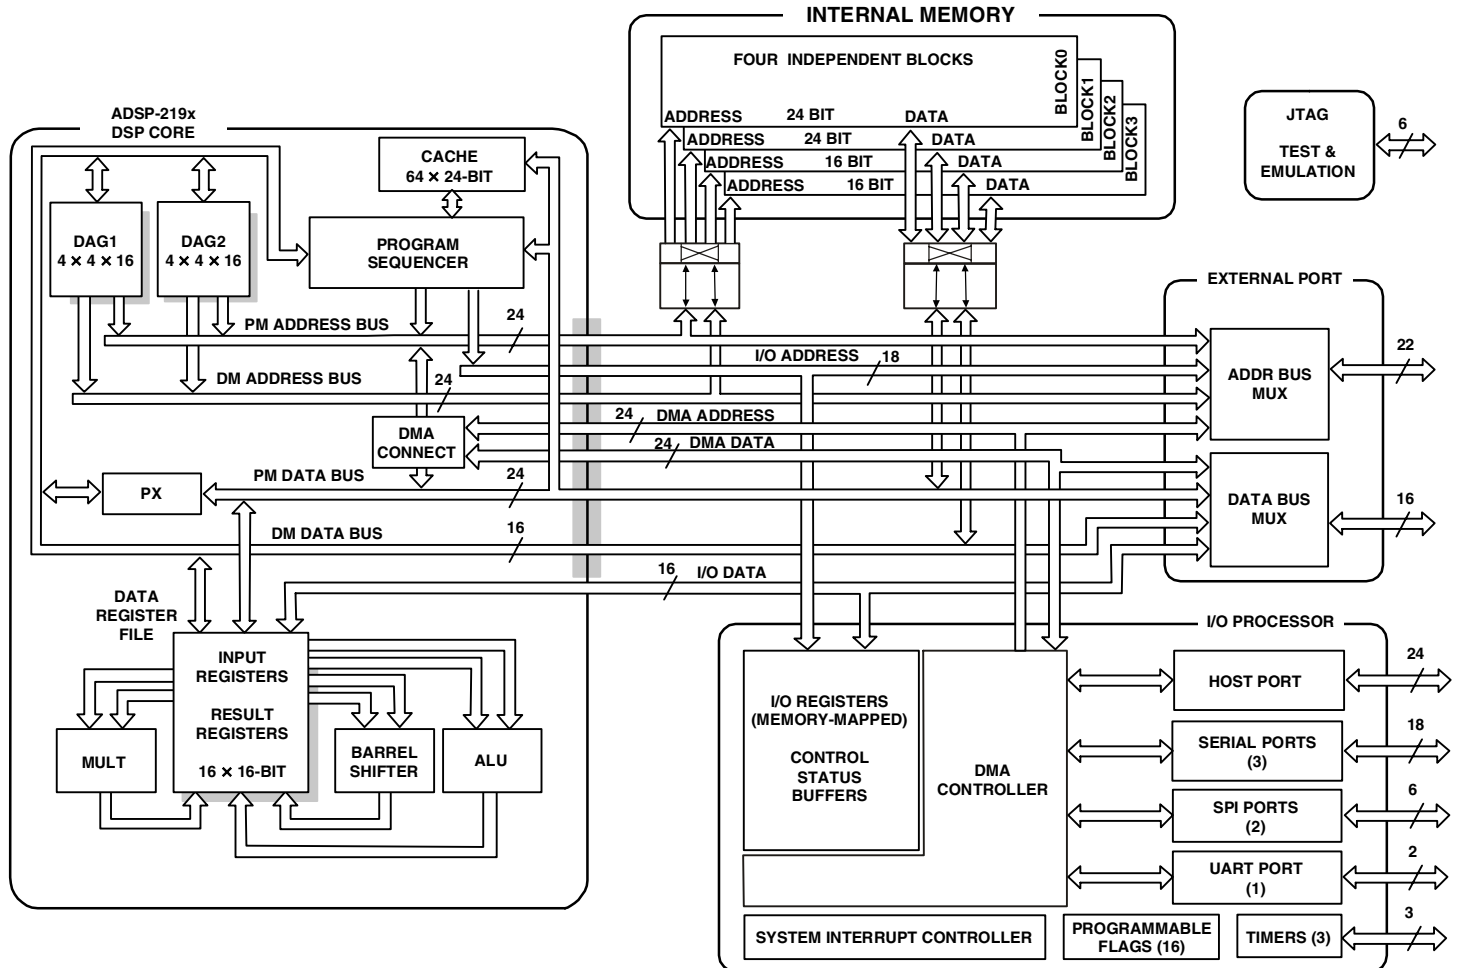 INTERNAL MEMORY
FOUR INDEPENDENT BLOCKS
BLOCK0
BLOCK1
BLOCK2
BLOCK3
ADDRESS 24 BIT DATA
ADDRESS 24 BIT DATA
ADDRESS 16 BIT DATA
ADDRESS 16 BIT DATA
JTAG
TEST &
EMULATION
6
ADSP-219x
DSP CORE
CACHE
64 × 24-BIT
DAG1
4 × 4 × 16
DAG2
4 × 4 × 16
PROGRAM
SEQUENCER
EXTERNAL PORT
PM ADDRESS BUS
24
I/O ADDRESS
18
ADDR BUS
MUX
22
DM ADDRESS BUS
24
DMA
CONNECT
24
DMA ADDRESS
24
DMA DATA
PX
PM DATA BUS
24
DATA BUS
MUX
16
DM DATA BUS
16
16
I/O DATA
DATA
REGISTER
FILE
INPUT
REGISTERS
RESULT
REGISTERS
16 × 16-BIT
MULT
BARREL
SHIFTER
ALU
I/O PROCESSOR
I/O REGISTERS
(MEMORY-MAPPED)
CONTROL
STATUS
BUFFERS
DMA
CONTROLLER
HOST PORT
24
SERIAL PORTS
(3)
18
SPI PORTS
(2)
6
UART PORT
(1)
2
SYSTEM INTERRUPT CONTROLLER
PROGRAMMABLE
FLAGS (16)
TIMERS (3)
3